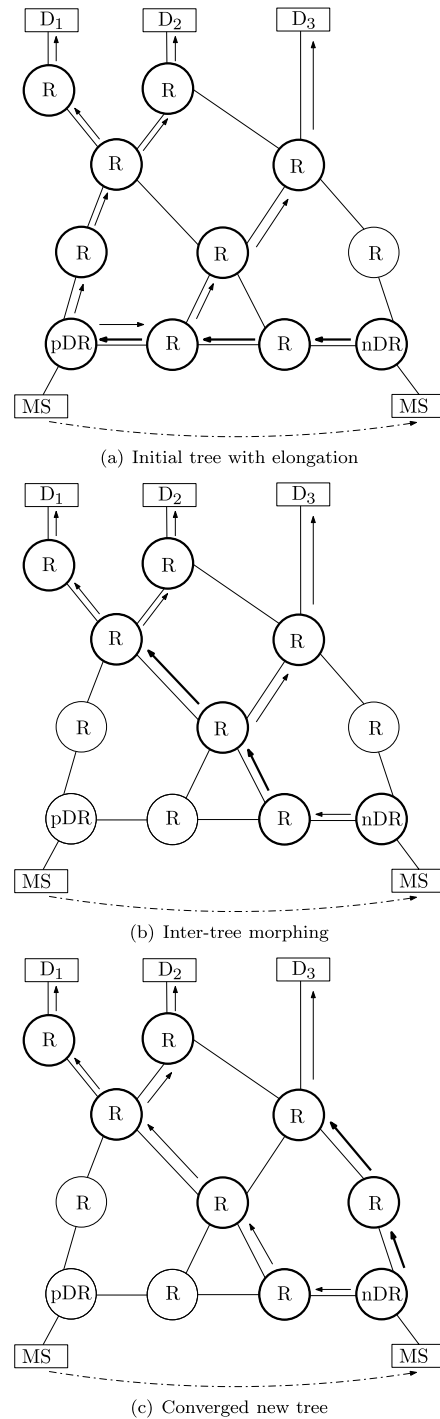 D1 D2 D3
R R
R R
R R R
pDR R R nDR
MS MS
(a) Initial tree with elongation
D1 D2 D3
R R
R R
R R R
pDR R R nDR
MS MS
(b) Inter-tree morphing
D1 D2 D3
R R
R R
R R R
pDR R R nDR
MS MS
(c) Converged new tree